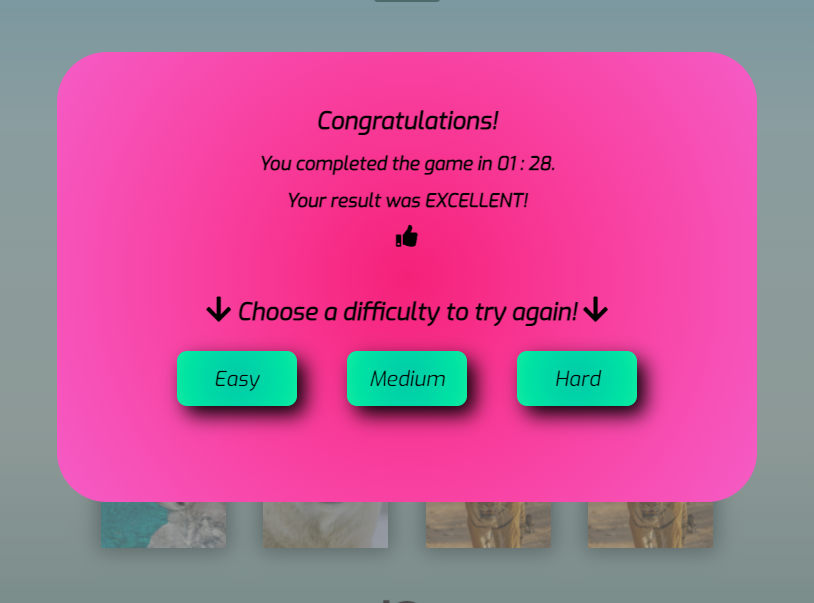 Congratulations!
You completed the game in 01 : 28.
Your result was EXCELLENT!
Choose a difficulty to try again!
Easy
Medium
Hard